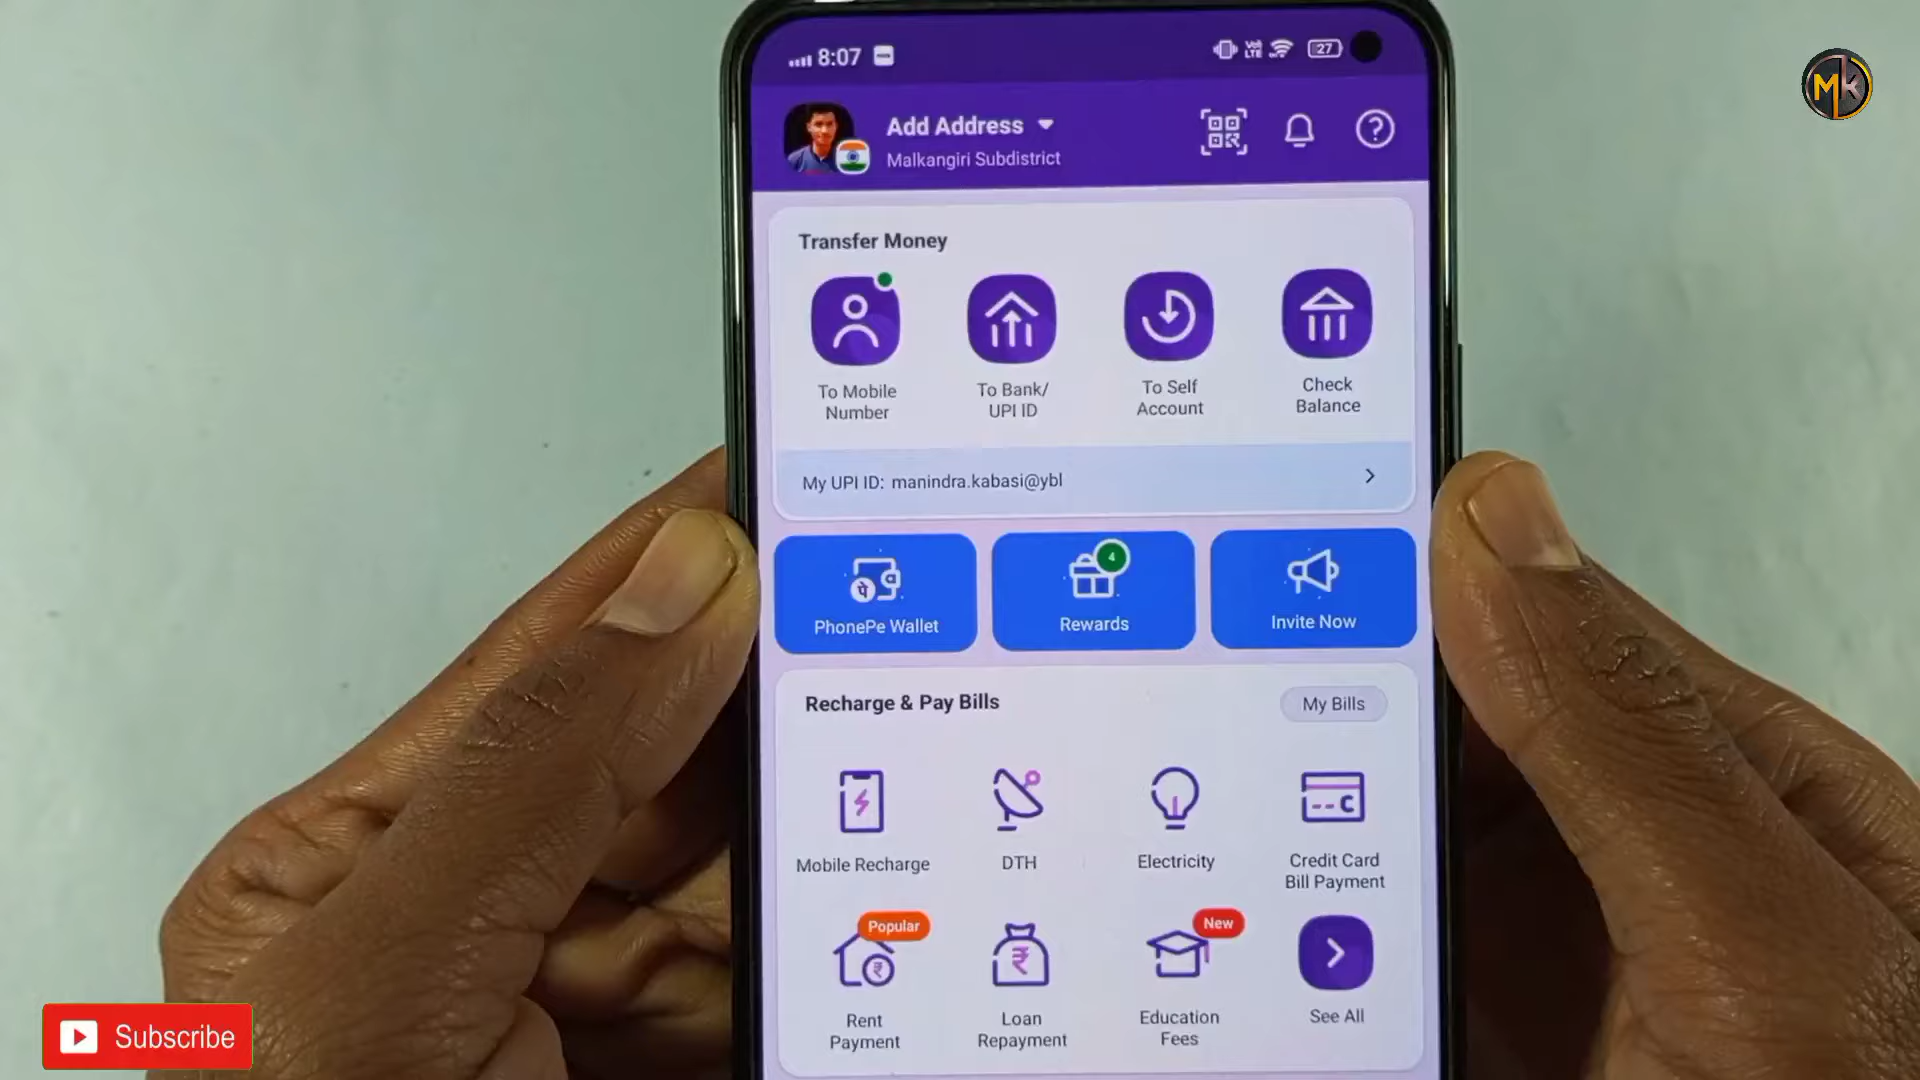 8:07
Vo)
LTE
27
Mk
Add Address
Malkangiri Subdistrict
Transfer Money
To Mobile
Number
To Bank/
UPI ID
To Self
Account
Check
Balance
My UPI ID: manindra.kabasi@ybl
पे
4
PhonePe Wallet
Rewards
Invite Now
Recharge & Pay Bills
My Bills
--C
Mobile Recharge
DTH
Electricity
Credit Card
Bill Payment
Popular
New
₹
₹
Rent
Payment
Loan
Repayment
Education
Fees
See All
Subscribe